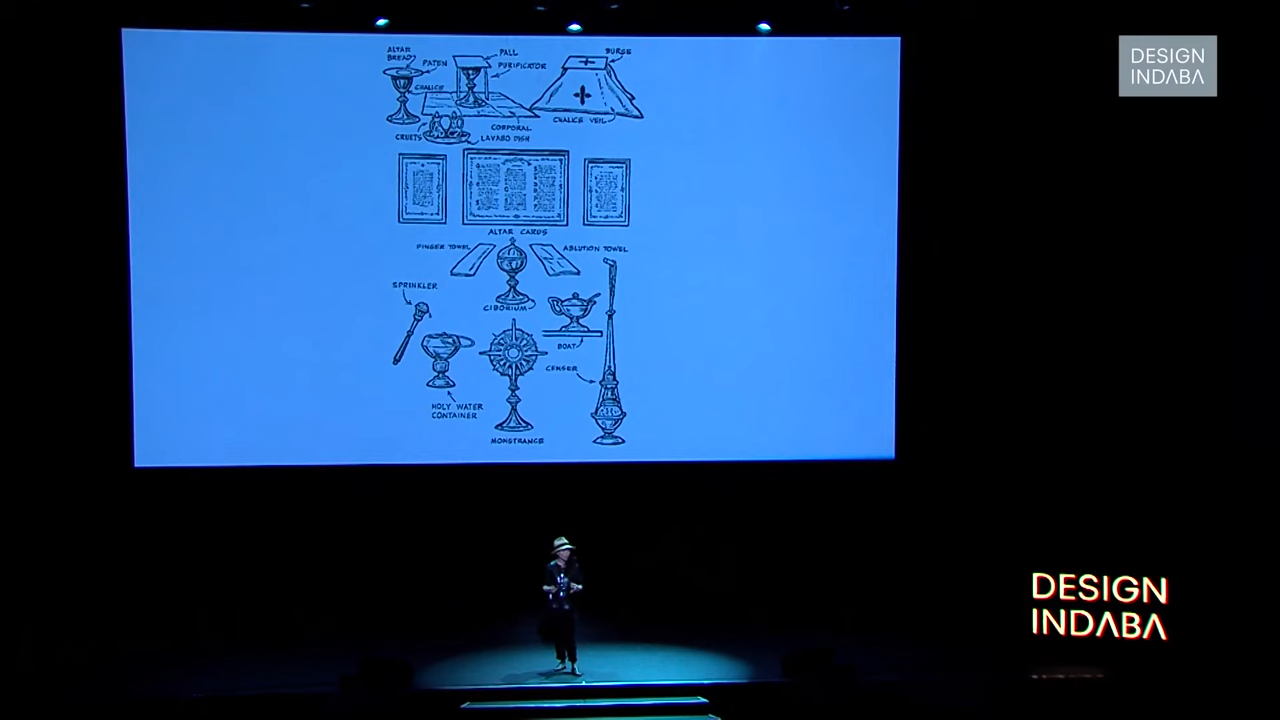 DESIGN
INDABA
ALTAR
BREAD
PATEN
CHALICE
PALL
PURIFICATOR
BURSE
CHALICE VEIL
CORPORAL
CRUETS
LAVABO DISH
ALTAR CARDS
FINGER TOWEL
ABLUTION TOWEL
SPRINKLER
CIBORIUM
BOAT
CENSER
HOLY WATER
CONTAINER
MONSTRANCE
DESIGN
INDABA